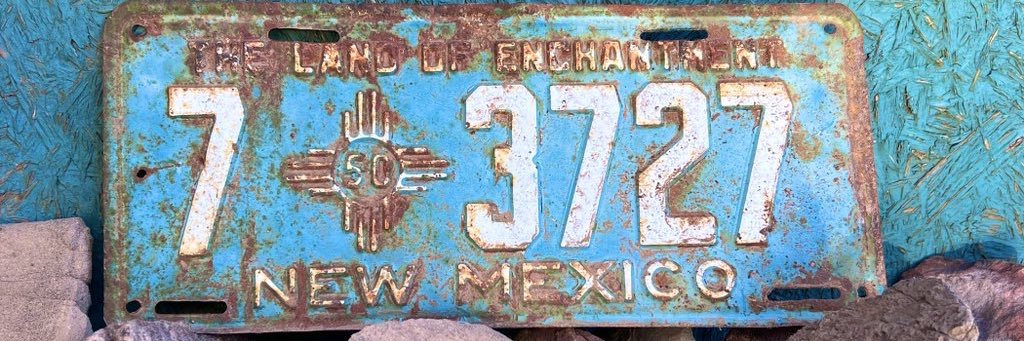 THE LAND OF ENCHANTMENT
7 50 3727
NEW MEXICO